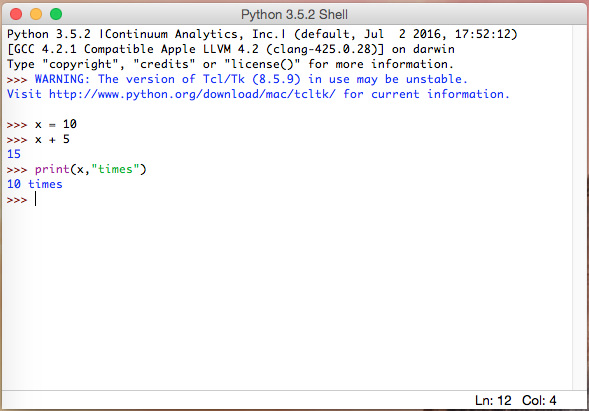 Python 3.5.2 Shell
Python 3.5.2 |Continuum Analytics, Inc.| (default, Jul  2 2016, 17:52:12)
[GCC 4.2.1 Compatible Apple LLVM 4.2 (clang-425.0.28)] on darwin
Type "copyright", "credits" or "license()" for more information.
>>> WARNING: The version of Tcl/Tk (8.5.9) in use may be unstable.
Visit http://www.python.org/download/mac/tcltk/ for current information.
>>> x = 10
>>> x + 5
15
>>> print(x,"times")
10 times
>>>
Ln: 12 Col: 4